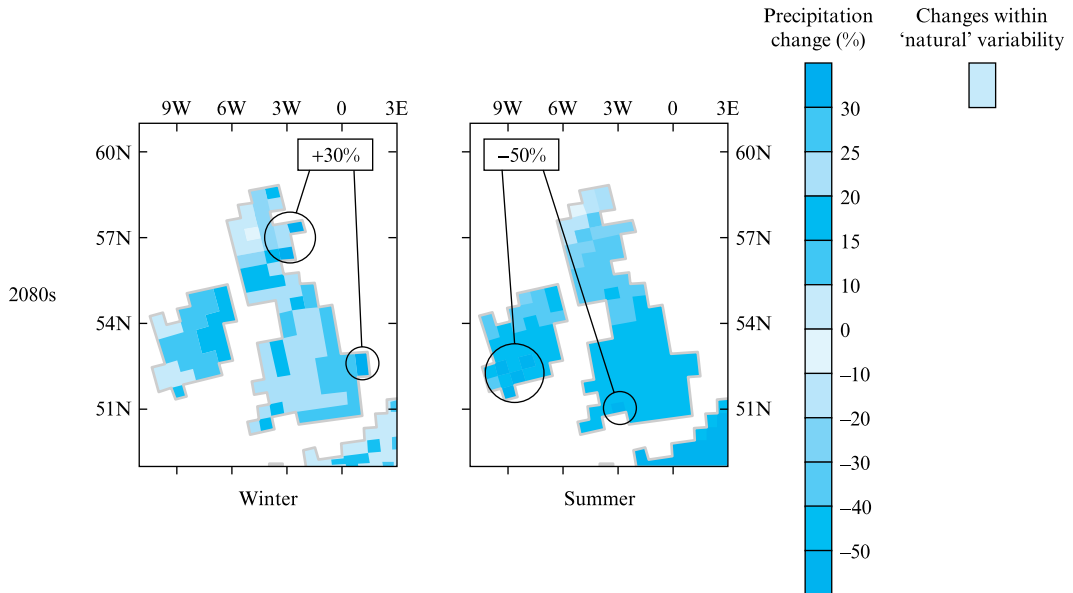 Precipitation
change (%)
Changes within
‘natural’ variability
9W 6W 3W 0 3E
9W 6W 3W 0 3E
+30%
–50%
60N
57N
54N
51N
60N
57N
54N
51N
2080s
Winter
Summer
30
25
20
15
10
0
–10
–20
–30
–40
–50